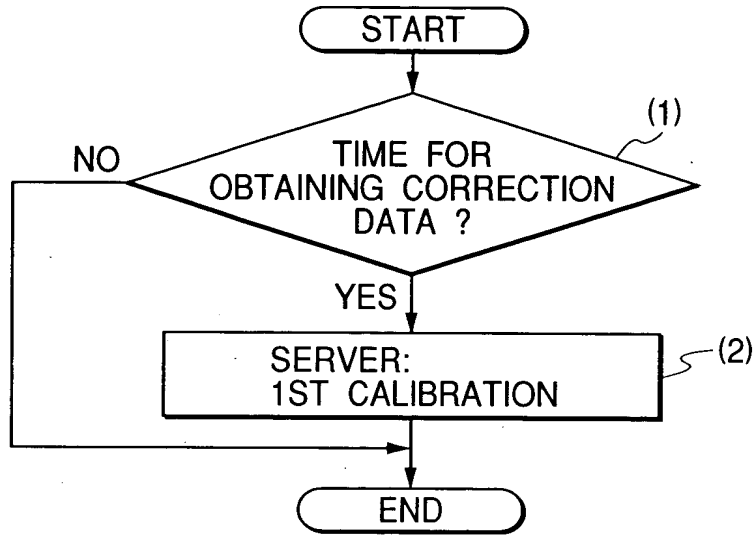 START
(1)
NO
TIME FOR
OBTAINING CORRECTION
DATA ?
YES
SERVER:
1ST CALIBRATION
(2)
END